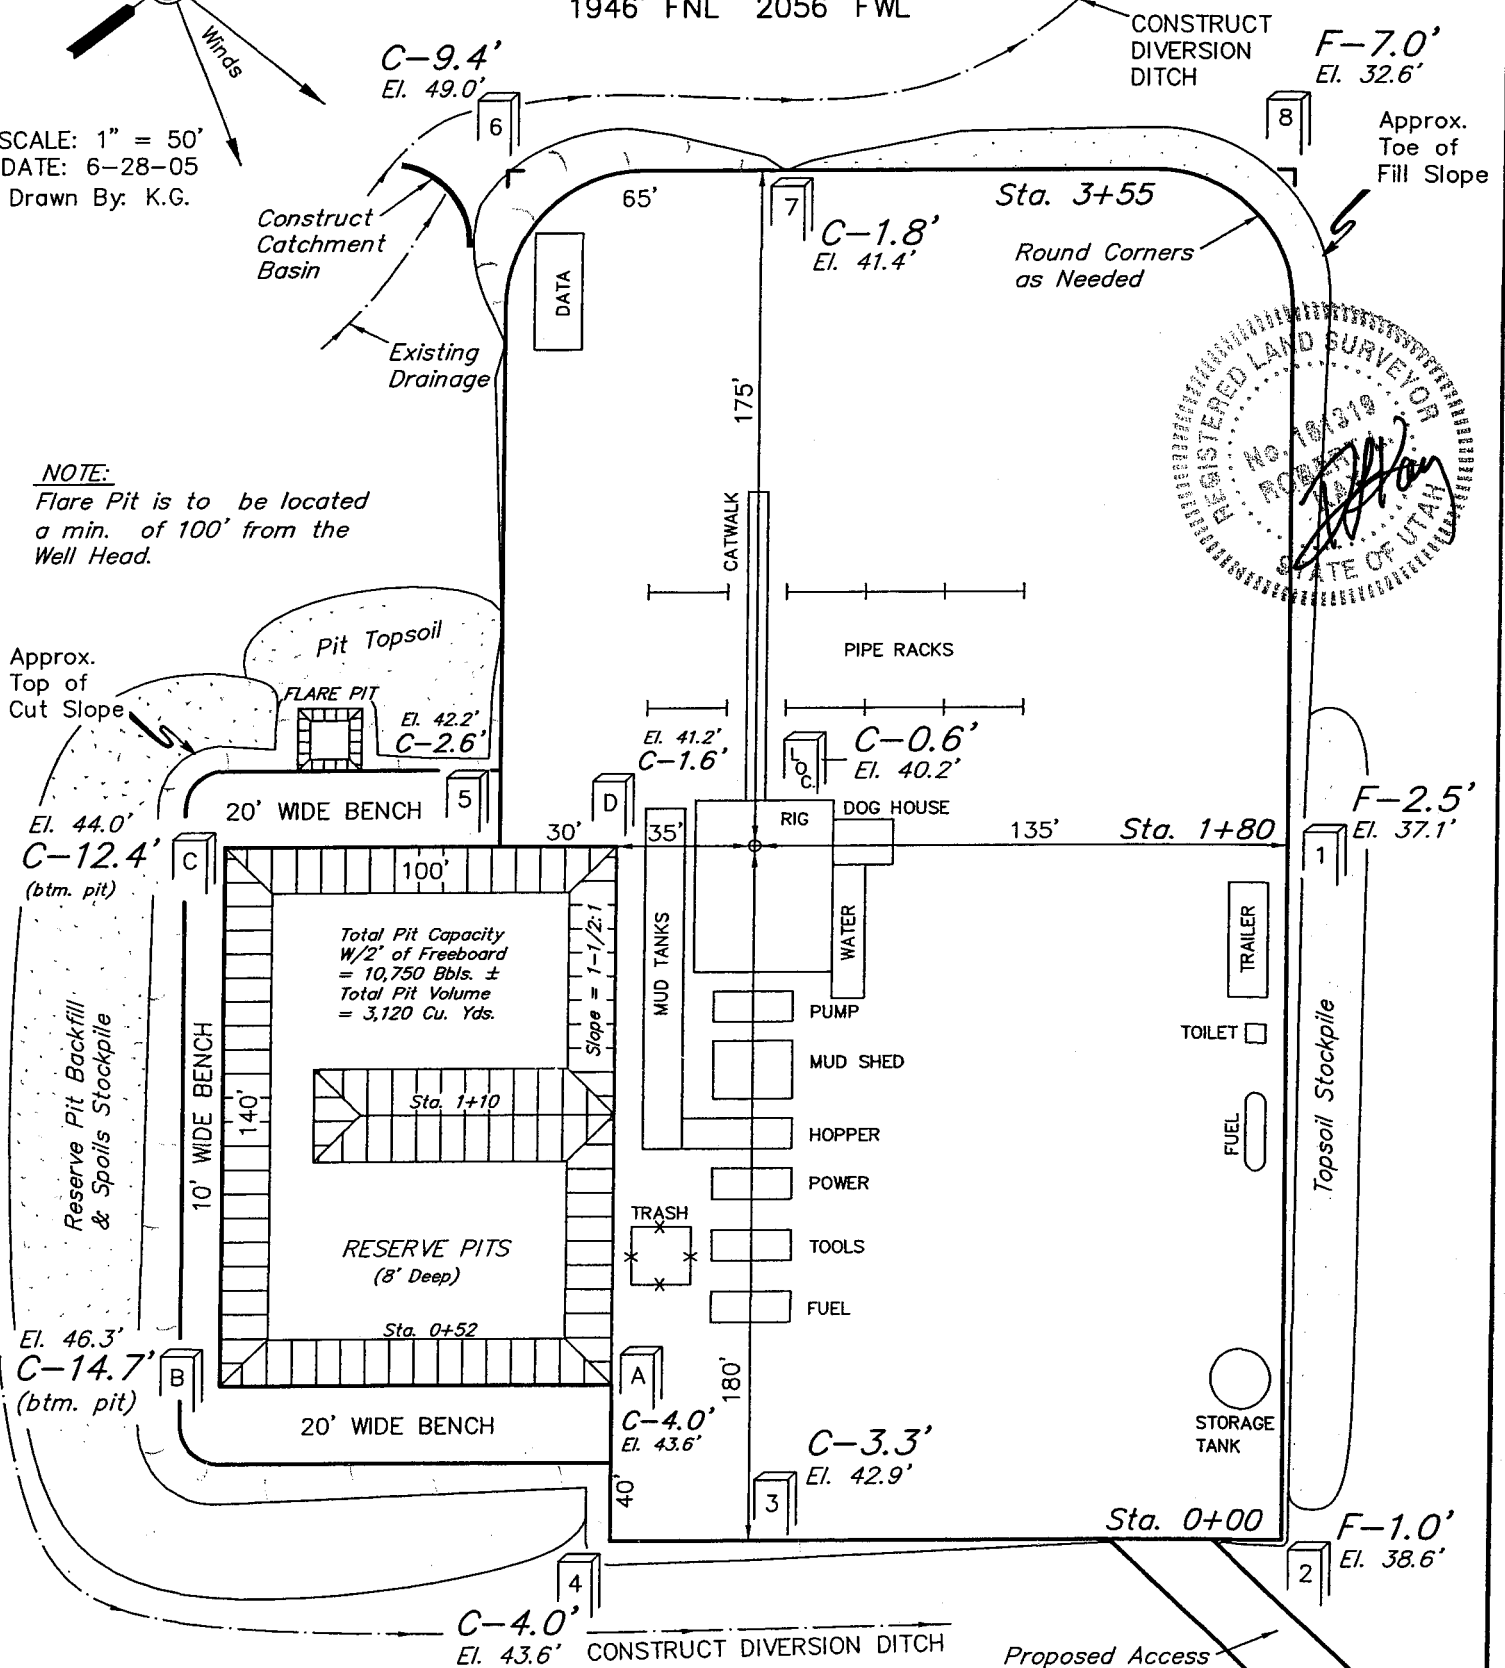 1946' FNL 2056' FWL
Winds
CONSTRUCT
DIVERSION
DITCH
F-7.0'
El. 32.6'
C-9.4'
El. 49.0'
6
8
SCALE: 1" = 50'
DATE: 6-28-05
Drawn By: K.G.
Approx.
Toe of
Fill Slope
65'
7
Sta. 3+55
Construct
Catchment
Basin
C-1.8'
El. 41.4'
Round Corners
as Needed
DATA
Existing
Drainage
175'
REGISTERED LAND SURVEYOR
No. 161319
STATE OF UTAH
NOTE:
Flare Pit is to be located
a min. of 100' from the
Well Head.
CATWALK
Pit Topsoil
PIPE RACKS
Approx.
Top of
Cut Slope
FLARE PIT
El. 42.2'
C-2.6'
El. 41.2'
C-1.6'
LOC.
C-0.6'
El. 40.2'
20' WIDE BENCH
5
D
RIG
DOG HOUSE
F-2.5'
El. 37.1'
El. 44.0'
C-12.4'
(btm. pit)
C
30'
35'
135'
Sta. 1+80
1
100'
Total Pit Capacity
W/2' of Freeboard
= 10,750 Bbls. ±
Total Pit Volume
= 3,120 Cu. Yds.
Slope = 1-1/2:1
MUD TANKS
WATER
TRAILER
PUMP
TOILET
MUD SHED
Reserve Pit Backfill
& Spoils Stockpile
10' WIDE BENCH
140'
Sta. 1+10
HOPPER
FUEL
Topsoil Stockpile
POWER
TRASH
TOOLS
RESERVE PITS
(8' Deep)
FUEL
Sta. 0+52
El. 46.3'
C-14.7'
(btm. pit)
B
A
180'
20' WIDE BENCH
C-4.0'
El. 43.6'
STORAGE
TANK
C-3.3'
El. 42.9'
40'
3
Sta. 0+00
F-1.0'
El. 38.6'
2
4
C-4.0'
El. 43.6'
CONSTRUCT DIVERSION DITCH
Proposed Access